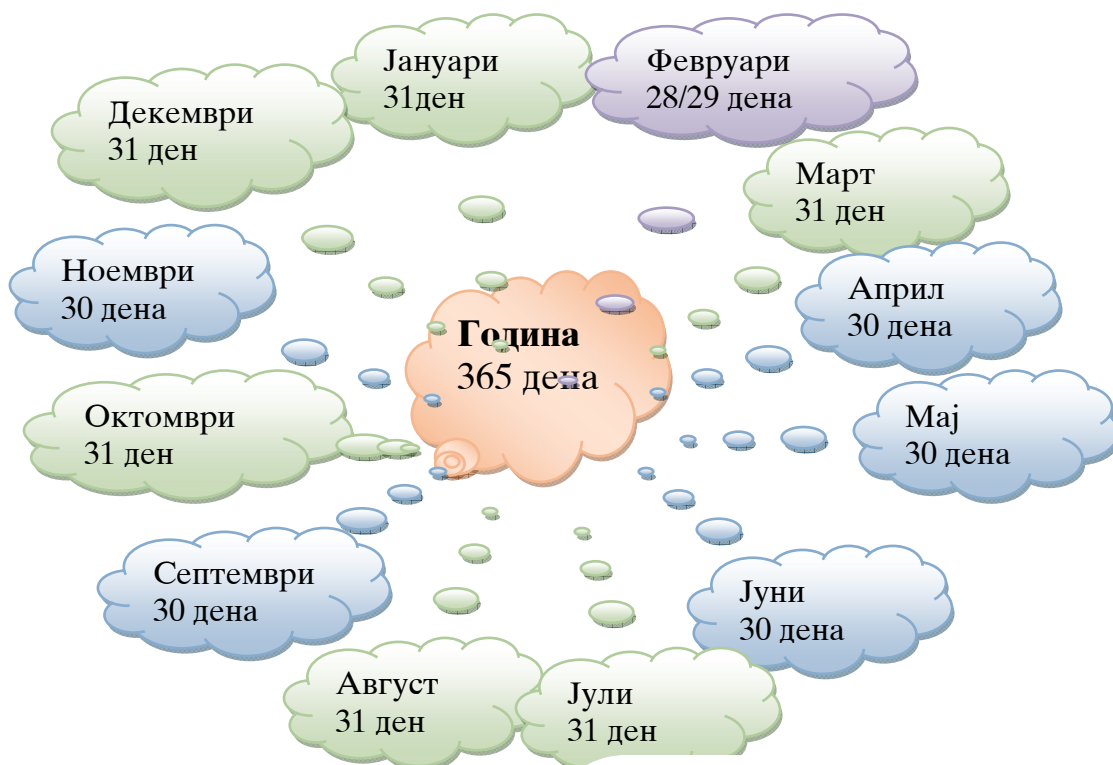 Јануари
31ден
Февруари
28/29 дена
Март
31 ден
Април
30 дена
Мај
30 дена
Јуни
30 дена
Јули
31 ден
Август
31 ден
Септември
30 дена
Октомври
31 ден
Ноември
30 дена
Декември
31 ден
Година
365 дена